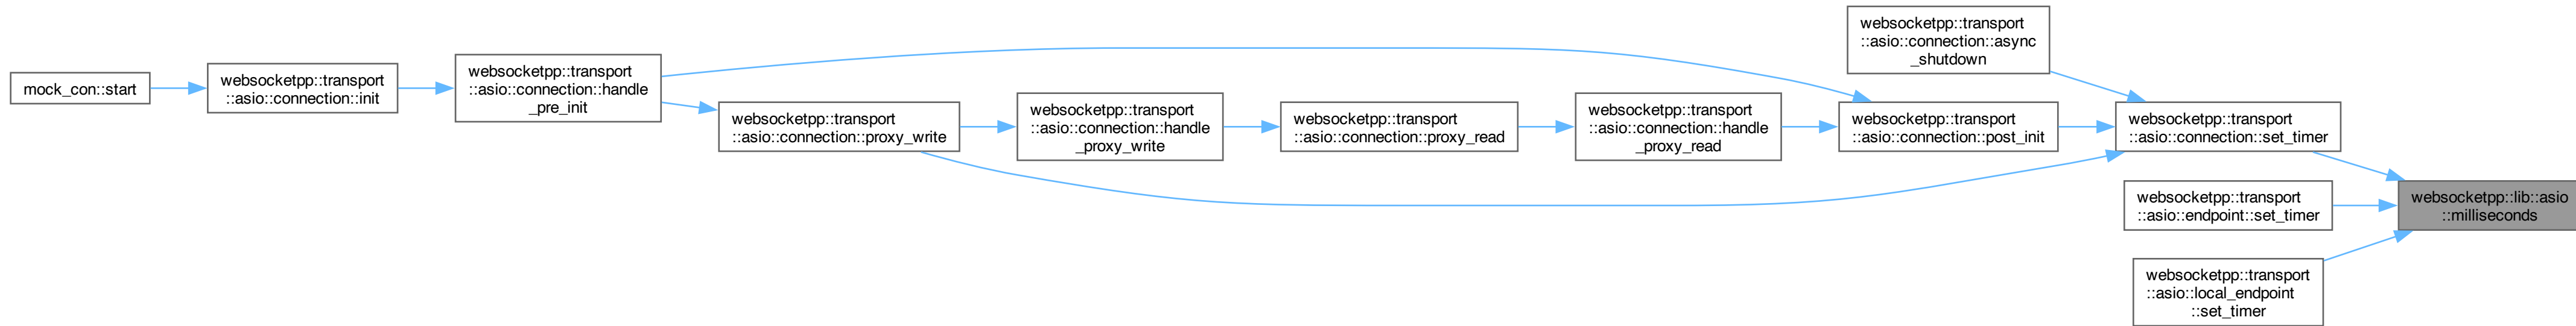 mock_con::start
websocketpp::transport
::asio::connection::init
websocketpp::transport
::asio::connection::handle
_pre_init
websocketpp::transport
::asio::connection::proxy_write
websocketpp::transport
::asio::connection::handle
_proxy_write
websocketpp::transport
::asio::connection::proxy_read
websocketpp::transport
::asio::connection::handle
_proxy_read
websocketpp::transport
::asio::connection::async
_shutdown
websocketpp::transport
::asio::connection::post_init
websocketpp::transport
::asio::connection::set_timer
websocketpp::transport
::asio::endpoint::set_timer
websocketpp::transport
::asio::local_endpoint
::set_timer
websocketpp::lib::asio
::milliseconds